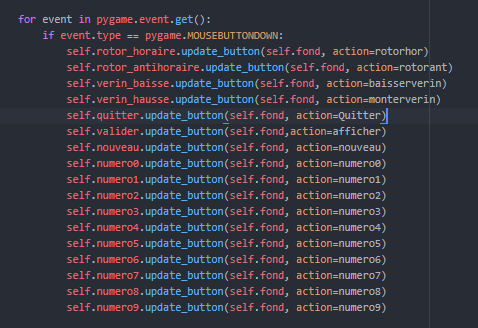 for event in pygame.event.get():
if event.type == pygame.MOUSEBUTTONDOWN:
self.rotor_horaire.update_button(self.fond, action=rotorhor)
self.rotor_antihoraire.update_button(self.fond, action=rotorant)
self.verin_baisse.update_button(self.fond, action=baisserverin)
self.verin_hausse.update_button(self.fond, action=monterverin)
self.quitter.update_button(self.fond, action=Quitter)
self.valider.update_button(self.fond,action=afficher)
self.nouveau.update_button(self.fond, action=nouveau)
self.numero0.update_button(self.fond, action=numero0)
self.numero1.update_button(self.fond, action=numero1)
self.numero2.update_button(self.fond, action=numero2)
self.numero3.update_button(self.fond, action=numero3)
self.numero4.update_button(self.fond, action=numero4)
self.numero5.update_button(self.fond, action=numero5)
self.numero6.update_button(self.fond, action=numero6)
self.numero7.update_button(self.fond, action=numero7)
self.numero8.update_button(self.fond, action=numero8)
self.numero9.update_button(self.fond, action=numero9)